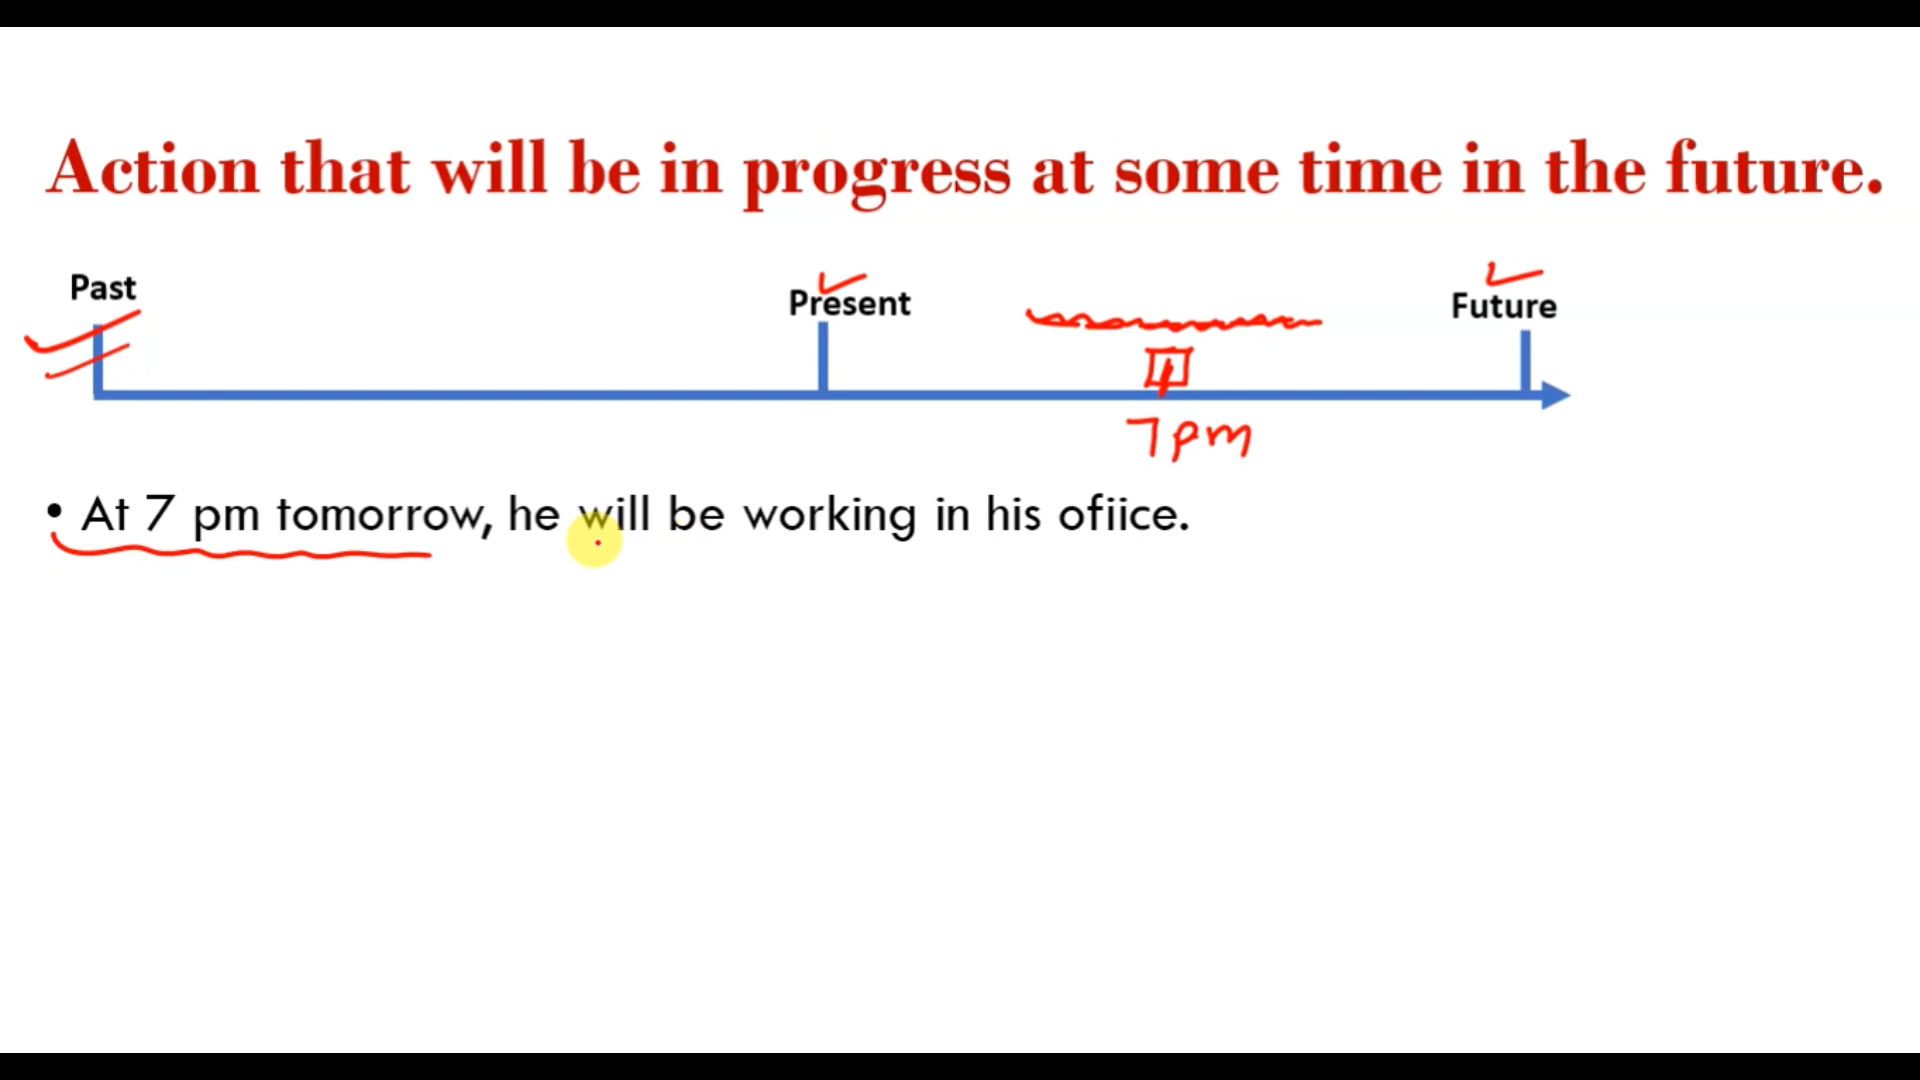 Action that will be in progress at some time in the future.
Past
Present
Future
7pm
• At 7 pm tomorrow, he will be working in his ofiice.